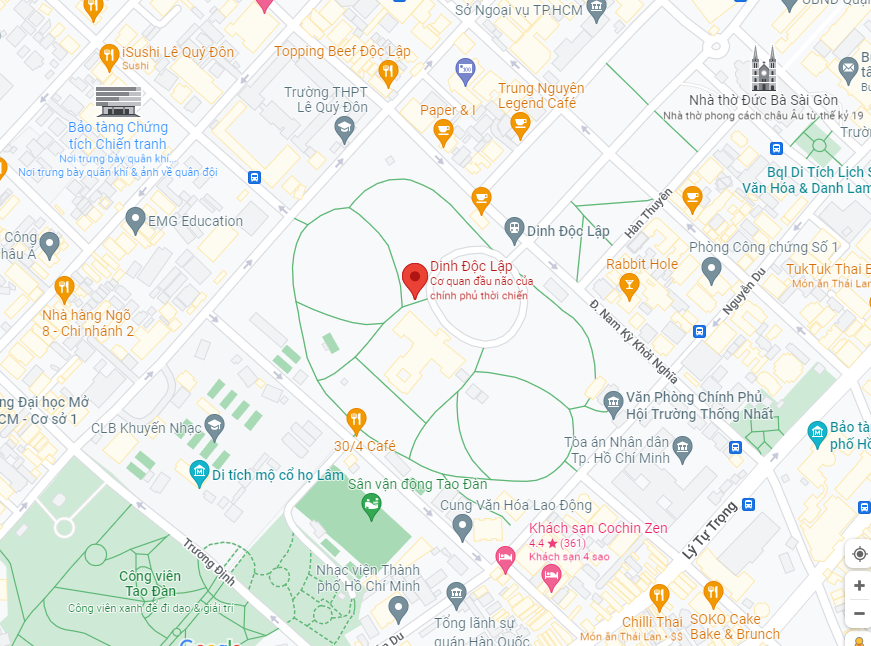 Sở Ngoại vụ TP.HCM
iSushi Lê Quý Đôn
Sushi
Topping Beef Độc Lập
Trường THPT
Lê Quý Đôn
Trung Nguyên
Legend Café
Paper & I
Nhà thờ Đức Bà Sài Gòn
Nhà thờ phong cách châu Âu từ thế kỷ 19
Bảo tàng Chứng
tích Chiến tranh
Nơi trưng bày quân khí...
Nơi trưng bày quân khí & ảnh về quân đội
Bql Di Tích Lịch S
Văn Hóa & Danh Lam
EMG Education
Công
Dinh Độc Lập
Hàn Thuyên
Phòng Công chứng Số 1
Dinh Độc Lập
Cơ quan đầu não của
chính phủ thời chiến
Rabbit Hole
Nguyễn Du
TukTuk Thai B
Món ăn Thái Lan
Nhà hàng Ngõ
8 - Chi nhánh 2
Đ. Nam Kỳ Khởi Nghĩa
ng Đại học Mở
CM - Cơ sở 1
Văn Phòng Chính Phủ
Hội Trường Thống Nhất
CLB Khuyến Nhạc
30/4 Café
Tòa án Nhân dân
Tp. Hồ Chí Minh
Bảo tà
phố Hồ
Di tích mộ cổ họ Lâm
Sân vận động Tao Đàn
Cung Văn Hóa Lao Động
Lý Tự Trọng
Khách sạn Cochin Zen
4.4 ★ (361)
Khách sạn 4 sao
Trương Định
Công viên
Tao Đàn
Công viên xanh để đi dạo & giải trí
Nhạc viện Thành
phố Hồ Chí Minh
Tổng lãnh sự
quán Hàn Quốc
Chilli Thai
Món ăn Thái Lan • $$
SOKO Cake
Bake & Brunch
Google